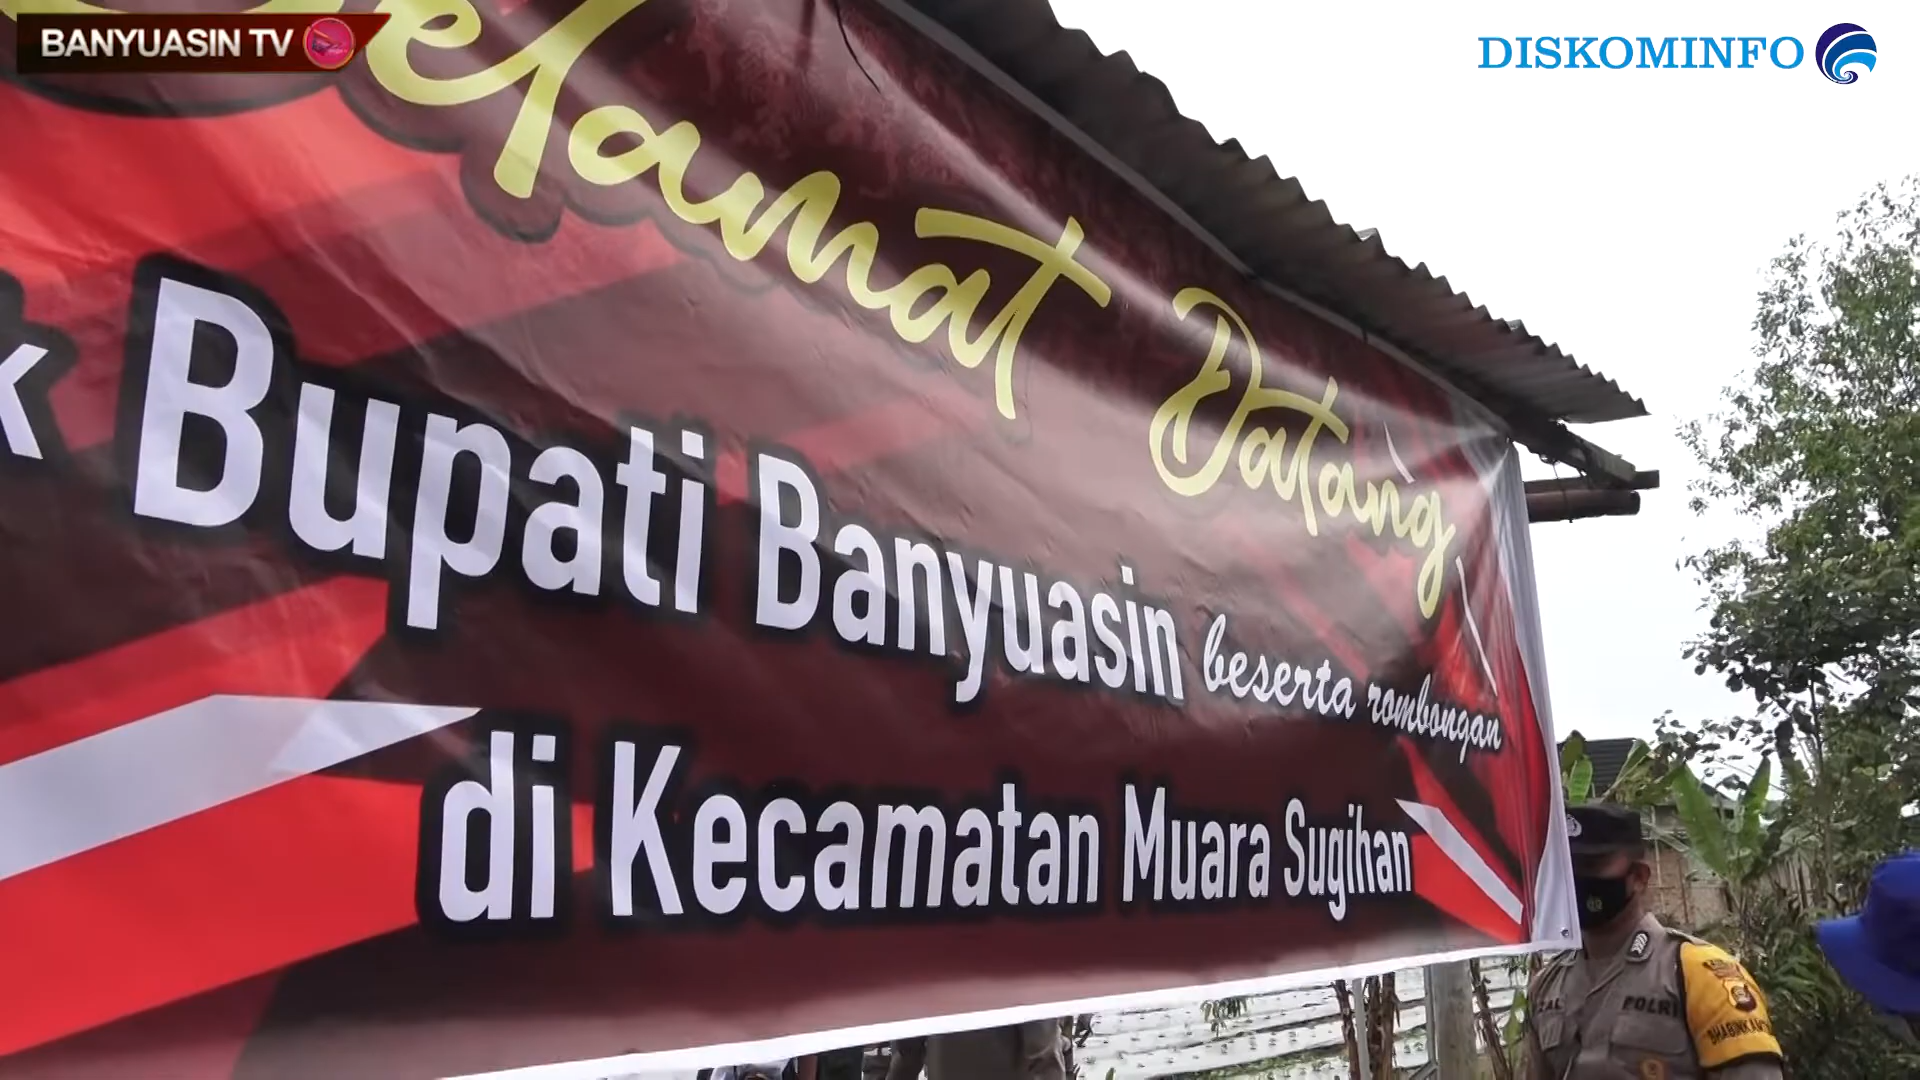 BANYUASIN TV
DISKOMINFO
Selamat Datang
k Bupati Banyuasin beserta rombongan
di Kecamatan Muara Sugihan
POLRI